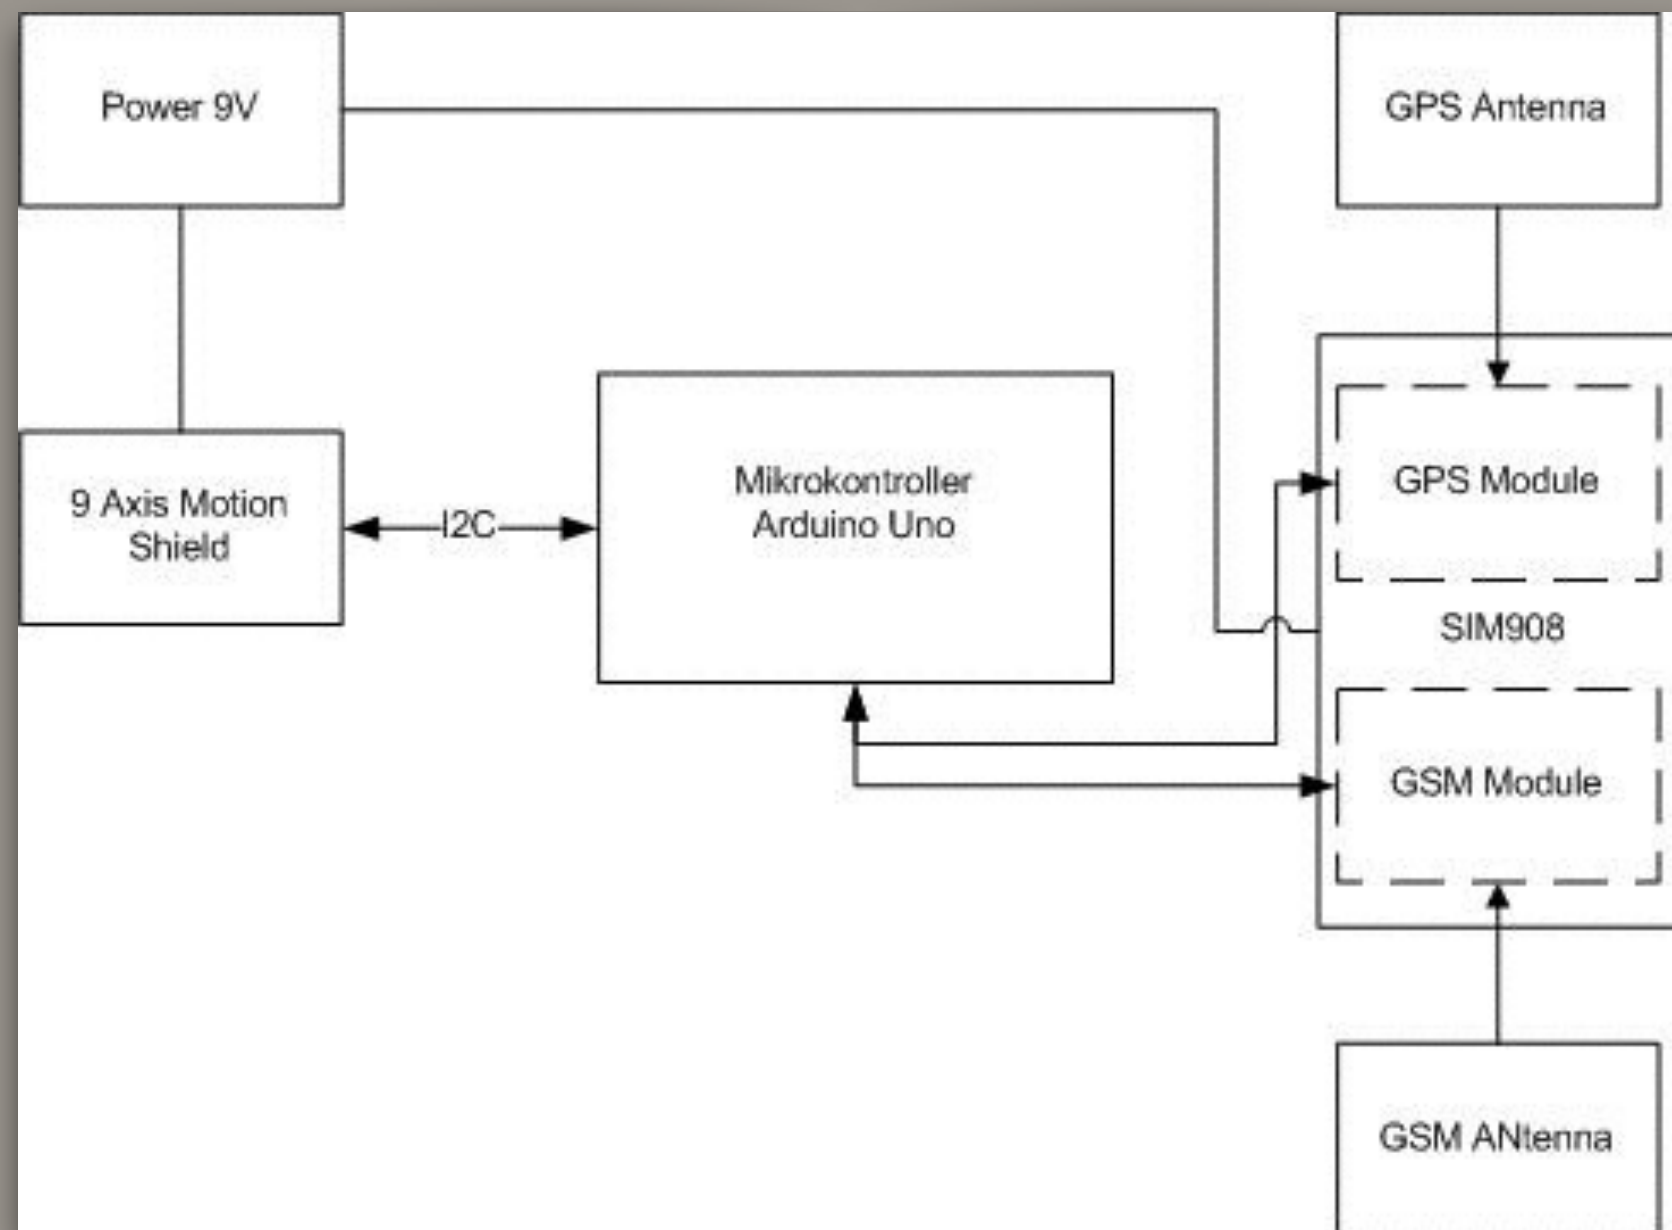 Power 9V
GPS Antenna
9 Axis Motion
Shield
I2C
Mikrokontroller
Arduino Uno
GPS Module
SIM908
GSM Module
GSM ANtenna